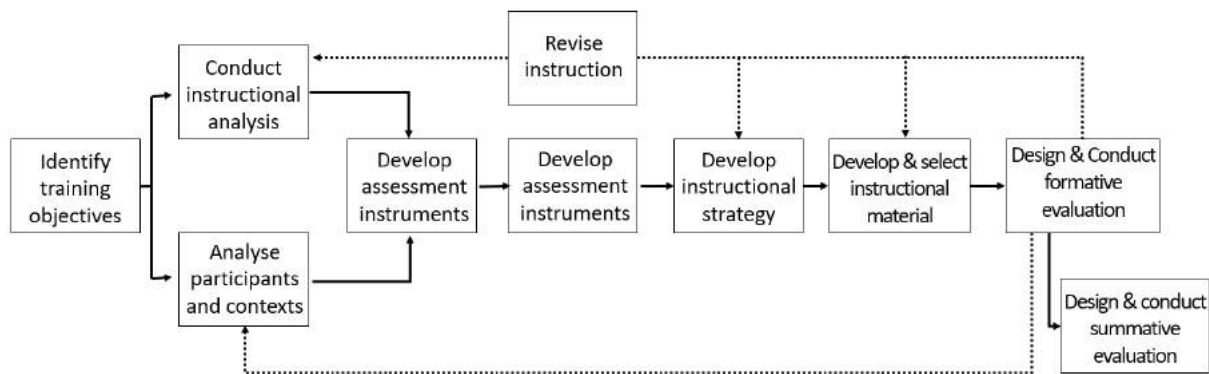 Revise
instruction
Conduct
instructional
analysis
Identify
training
objectives
Analyse
participants
and contexts
Develop
assessment
instruments
Develop
assessment
instruments
Develop
instructional
strategy
Develop & select
instructional
material
Design & Conduct
formative
evaluation
Design & conduct
summative
evaluation